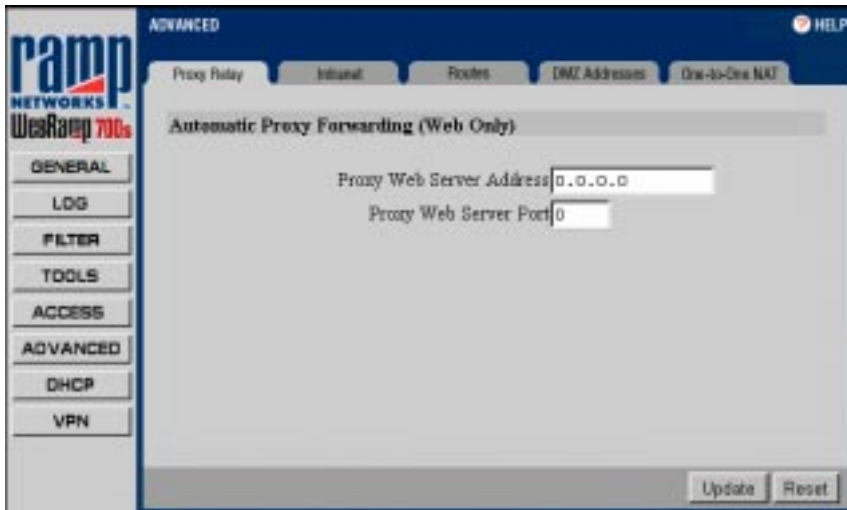 ADVANCED
HELP
ramp
NETWORKS
WebRamp 700s
Proxy Relay
Intranet
Routes
DMZ Addresses
One-to-One NAT
Automatic Proxy Forwarding (Web Only)
GENERAL
LOG
FILTER
TOOLS
ACCESS
ADVANCED
DHCP
VPN
Proxy Web Server Address 0.0.0.0
Proxy Web Server Port 0
Update
Reset